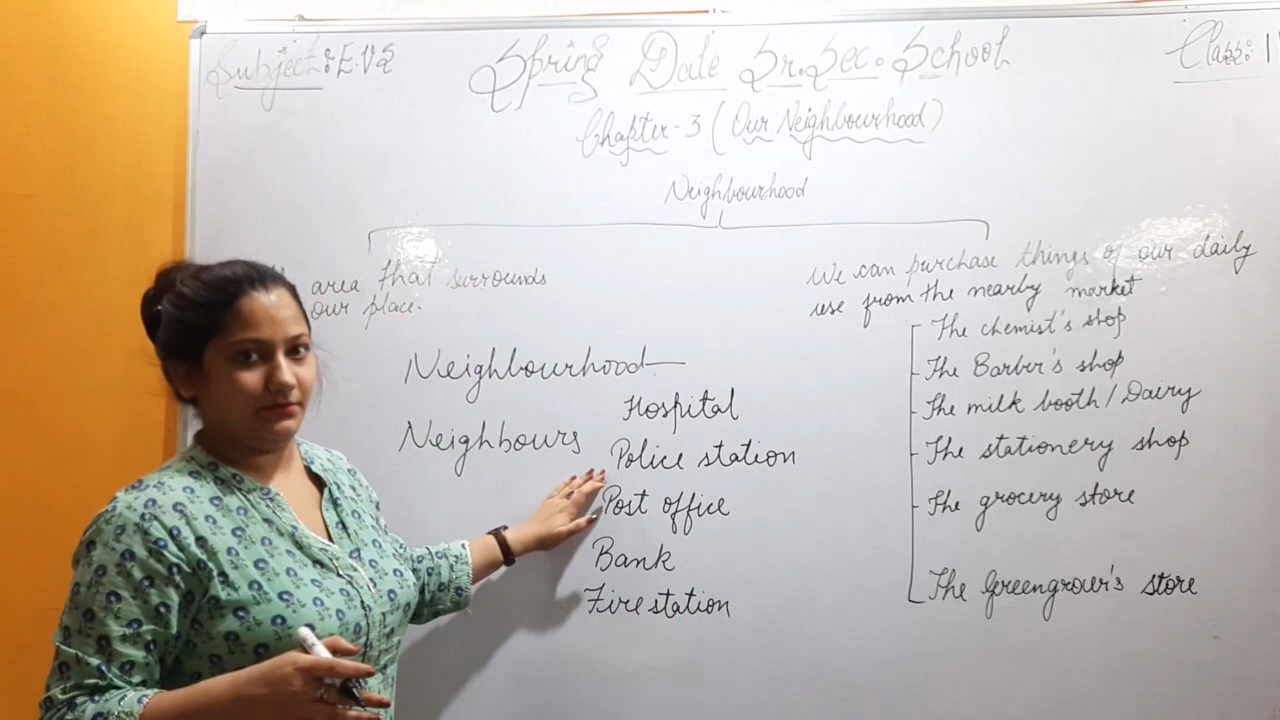 Subject: E.V.S
Spring Dale Sr. Sec. School
Class: II
Chapter-3 (Our Neighbourhood)
Neighbourhood
area that surrounds
our place.
We can purchase things of our daily
use from the nearby market
Neighbourhood
Neighbours
Hospital
Police station
Post office
Bank
Fire station
The chemist's shop
The Barber's shop
The milk booth / Dairy
The stationery shop
The grocery store
The Greengrour's store